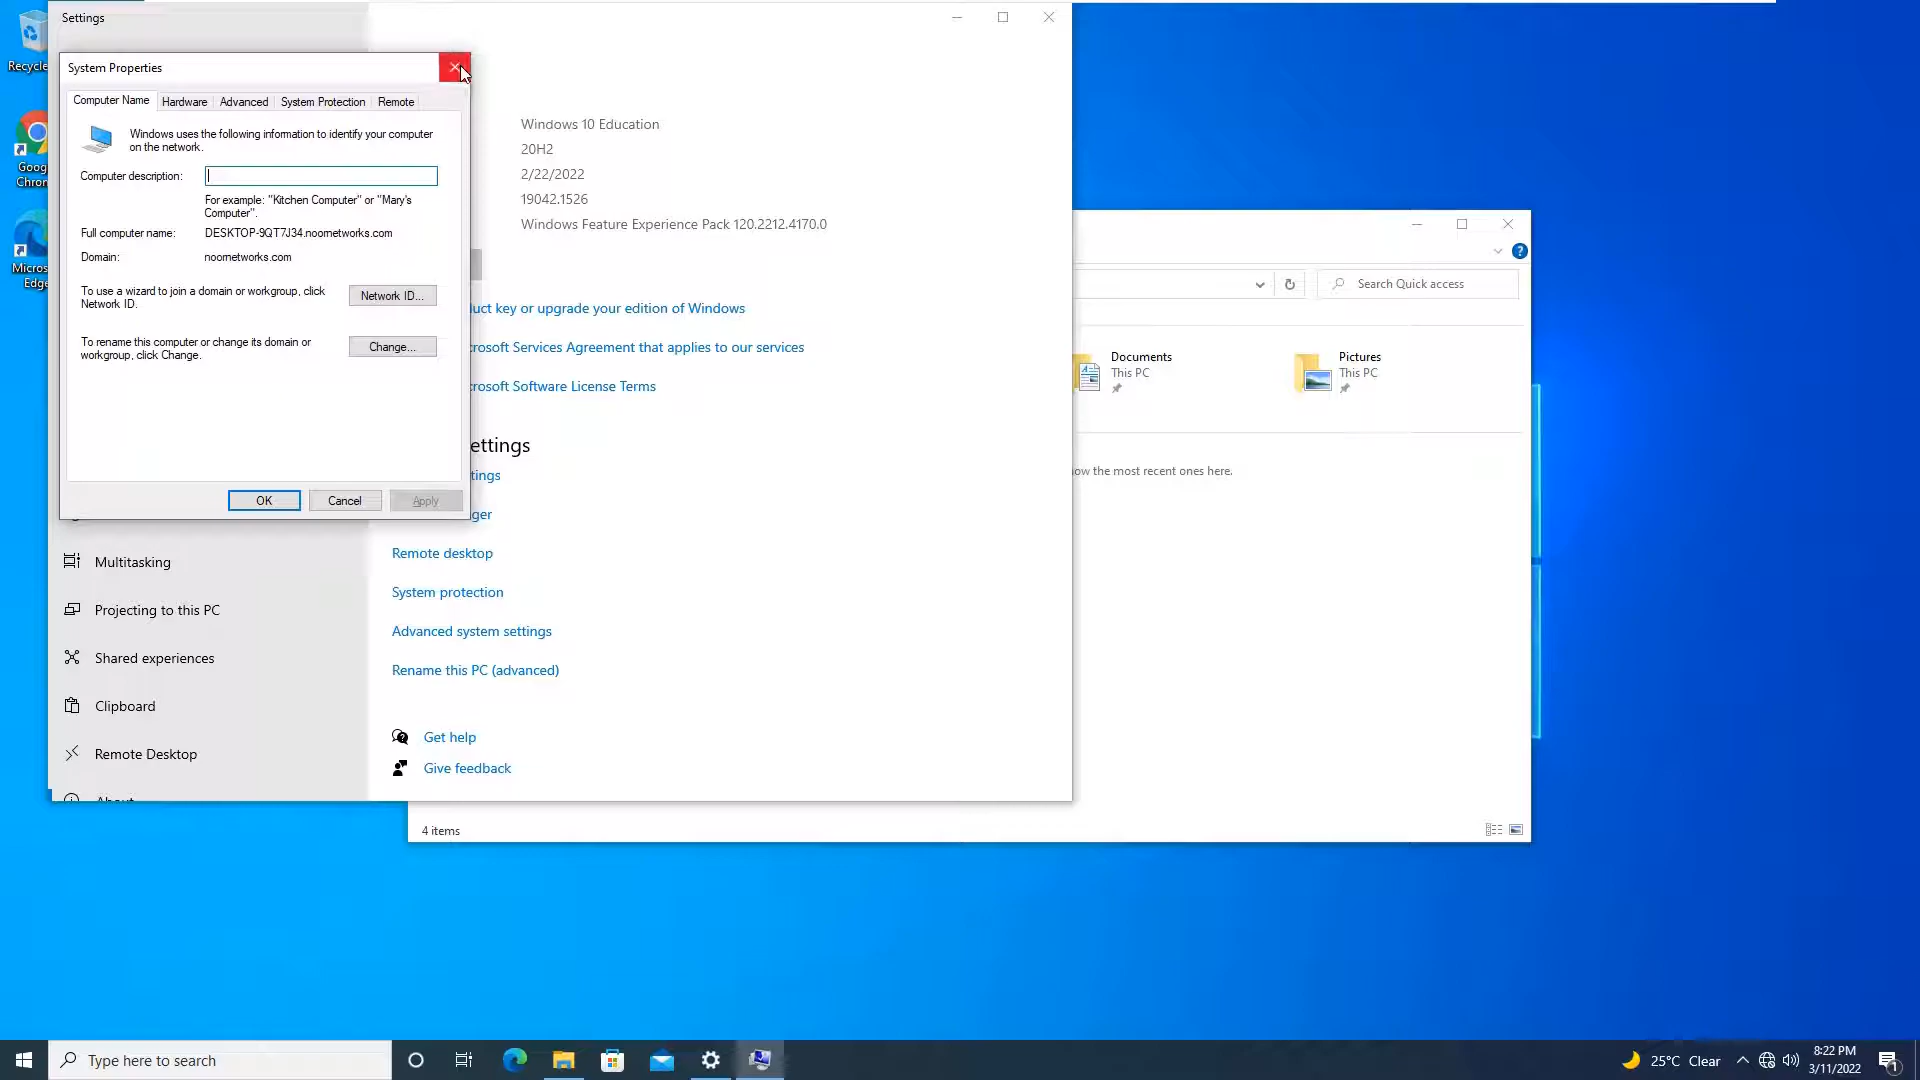 Settings
Recycle
System Properties
Computer Name
Hardware
Advanced
System Protection
Remote
Windows uses the following information to identify your computer
on the network.
Computer description:
For example: "Kitchen Computer" or "Mary's
Computer".
Full computer name:
DESKTOP-9QT7J34.noornetworks.com
Domain:
noornetworks.com
To use a wizard to join a domain or workgroup, click
Network ID.
Network ID...
To rename this computer or change its domain or
workgroup, click Change.
Change...
OK
Cancel
Apply
Goog
Chron
Micros
Edge
Windows 10 Education
20H2
2/22/2022
19042.1526
Windows Feature Experience Pack 120.2212.4170.0
uct key or upgrade your edition of Windows
rosoft Services Agreement that applies to our services
rosoft Software License Terms
ettings
tings
ger
Remote desktop
System protection
Advanced system settings
Rename this PC (advanced)
Get help
Give feedback
Multitasking
Projecting to this PC
Shared experiences
Clipboard
Remote Desktop
About
Search Quick access
Documents
This PC
Pictures
This PC
ow the most recent ones here.
4 items
Type here to search
25°C Clear
8:22 PM
3/11/2022
1